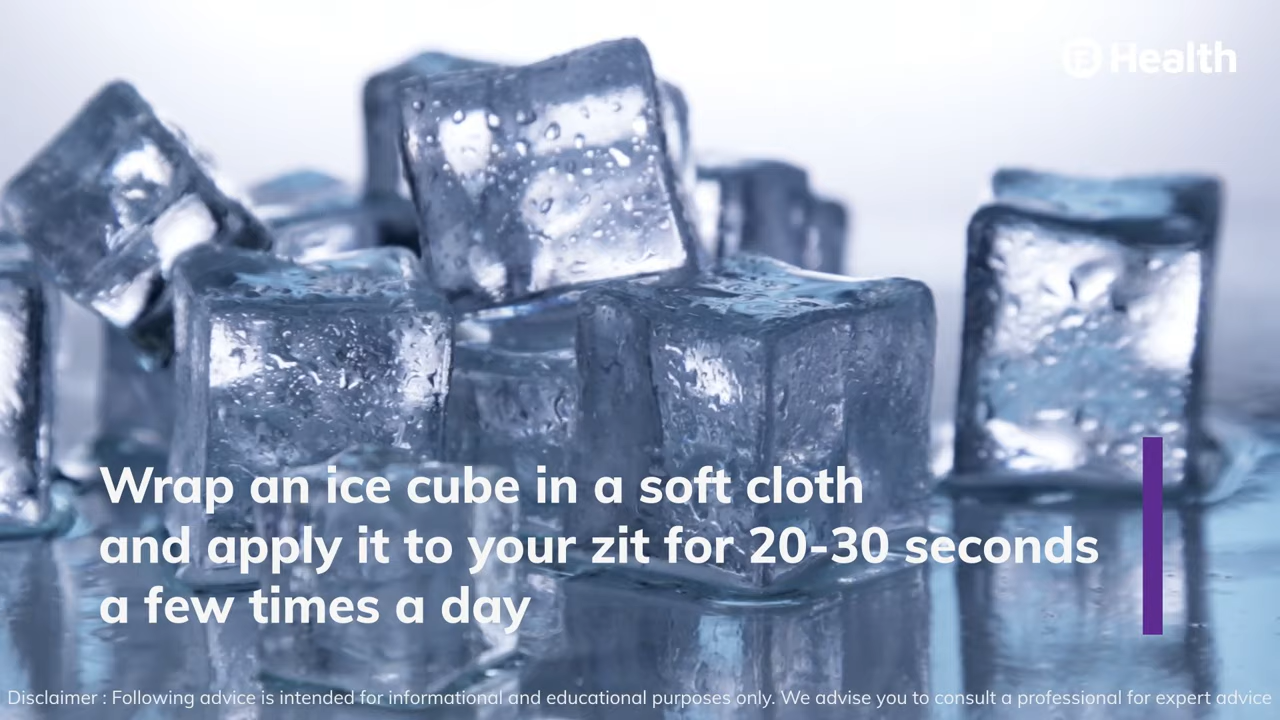 Health
Wrap an ice cube in a soft cloth
and apply it to your zit for 20-30 seconds
a few times a day
Disclaimer : Following advice is intended for informational and educational purposes only. We advise you to consult a professional for expert advice